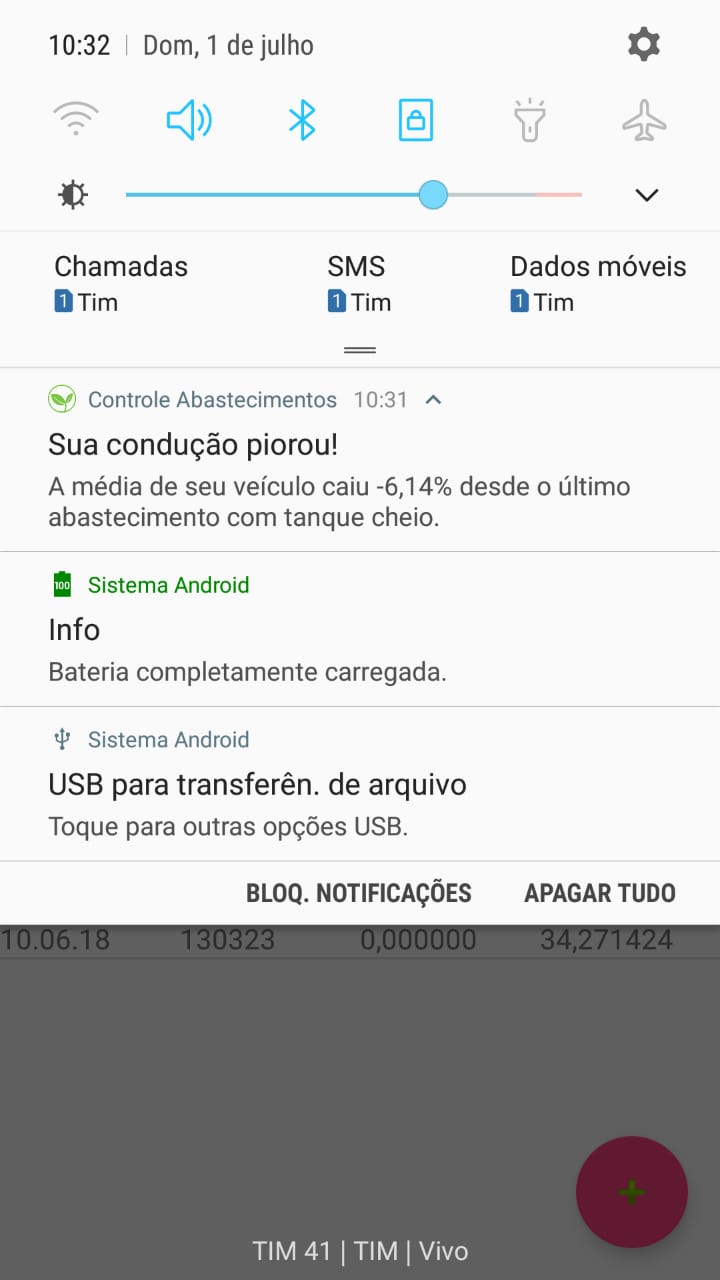 10:32 | Dom, 1 de julho
Chamadas SMS Dados móveis
1 Tim 1 Tim 1 Tim
Controle Abastecimentos 10:31
Sua condução piorou!
A média de seu veículo caiu -6,14% desde o último
abastecimento com tanque cheio.
100 Sistema Android
Info
Bateria completamente carregada.
Sistema Android
USB para transferên. de arquivo
Toque para outras opções USB.
BLOQ. NOTIFICAÇÕES APAGAR TUDO
10.06.18 130323 0,000000 34,271424
+
TIM 41 | TIM | Vivo